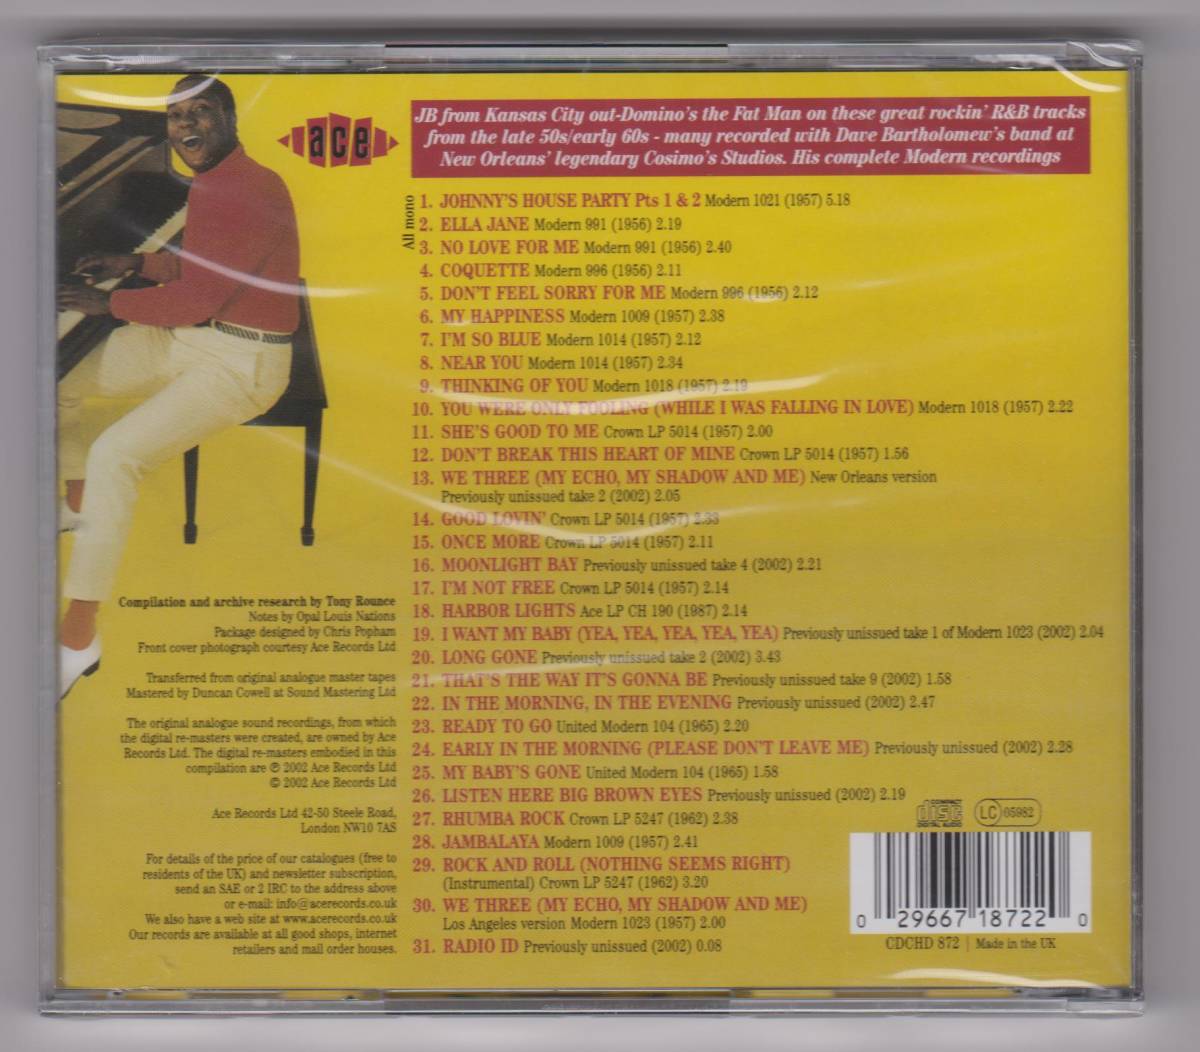 ace
JB from Kansas City out-Domino's the Fat Man on these great rockin' R&B tracks
from the late 50s/early 60s - many recorded with Dave Bartholomew's band at
New Orleans' legendary Cosimo's Studios. His complete Modern recordings
All mono
1. JOHNNY'S HOUSE PARTY Pts 1 & 2 Modern 1021 (1957) 5.18
2. ELLA JANE Modern 991 (1956) 2.19
3. NO LOVE FOR ME Modern 991 (1956) 2.40
4. COQUETTE Modern 996 (1956) 2.11
5. DON'T FEEL SORRY FOR ME Modern 996 (1956) 2.12
6. MY HAPPINESS Modern 1009 (1957) 2.38
7. I'M SO BLUE Modern 1014 (1957) 2.12
8. NEAR YOU Modern 1014 (1957) 2.34
9. THINKING OF YOU Modern 1018 (1957) 2.19
10. YOU WERE ONLY FOOLING (WHILE I WAS FALLING IN LOVE) Modern 1018 (1957) 2.22
11. SHE'S GOOD TO ME Crown LP 5014 (1957) 2.00
12. DON'T BREAK THIS HEART OF MINE Crown LP 5014 (1957) 1.56
13. WE THREE (MY ECHO, MY SHADOW AND ME) New Orleans version
Previously unissued take 2 (2002) 2.05
14. GOOD LOVIN' Crown LP 5014 (1957) 2.33
15. ONCE MORE Crown LP 5014 (1957) 2.11
16. MOONLIGHT BAY Previously unissued take 4 (2002) 2.21
17. I'M NOT FREE Crown LP 5014 (1957) 2.14
18. HARBOR LIGHTS Ace LP CH 190 (1987) 2.14
19. I WANT MY BABY (YEA, YEA, YEA, YEA, YEA) Previously unissued take 1 of Modern 1023 (2002) 2.04
20. LONG GONE Previously unissued take 2 (2002) 3.43
21. THAT'S THE WAY IT'S GONNA BE Previously unissued take 9 (2002) 1.58
22. IN THE MORNING, IN THE EVENING Previously unissued (2002) 2.47
23. READY TO GO United Modern 104 (1965) 2.20
24. EARLY IN THE MORNING (PLEASE DON'T LEAVE ME) Previously unissued (2002) 2.28
25. MY BABY'S GONE United Modern 104 (1965) 1.58
26. LISTEN HERE BIG BROWN EYES Previously unissued (2002) 2.19
27. RHUMBA ROCK Crown LP 5247 (1962) 2.38
28. JAMBALAYA Modern 1009 (1957) 2.41
29. ROCK AND ROLL (NOTHING SEEMS RIGHT)
(Instrumental) Crown LP 5247 (1962) 3.20
30. WE THREE (MY ECHO, MY SHADOW AND ME)
Los Angeles version Modern 1023 (1957) 2.00
31. RADIO ID Previously unissued (2002) 0.08
Compilation and archive research by Tony Rounce
Notes by Opal Louis Nations
Package designed by Chris Popham
Front cover photograph courtesy Ace Records Ltd
Transferred from original analogue master tapes
Mastered by Duncan Cowell at Sound Mastering Ltd
The original analogue sound recordings, from which
the digital re-masters were created, are owned by Ace
Records Ltd. The digital re-masters embodied in this
compilation are ℗ 2002 Ace Records Ltd
© 2002 Ace Records Ltd
Ace Records Ltd 42-50 Steele Road,
London NW10 7AS
For details of the price of our catalogues (free to
residents of the UK) and newsletter subscription,
send an SAE or 2 IRC to the address above
or e-mail: info@acerecords.co.uk
We also have a web site at www.acerecords.co.uk
Our records are available at all good shops, internet
retailers and mail order houses.
COMPACT
disc
DIGITAL AUDIO
LC 05982
0 29667 18722 0
CDCHD 872 | Made in the UK